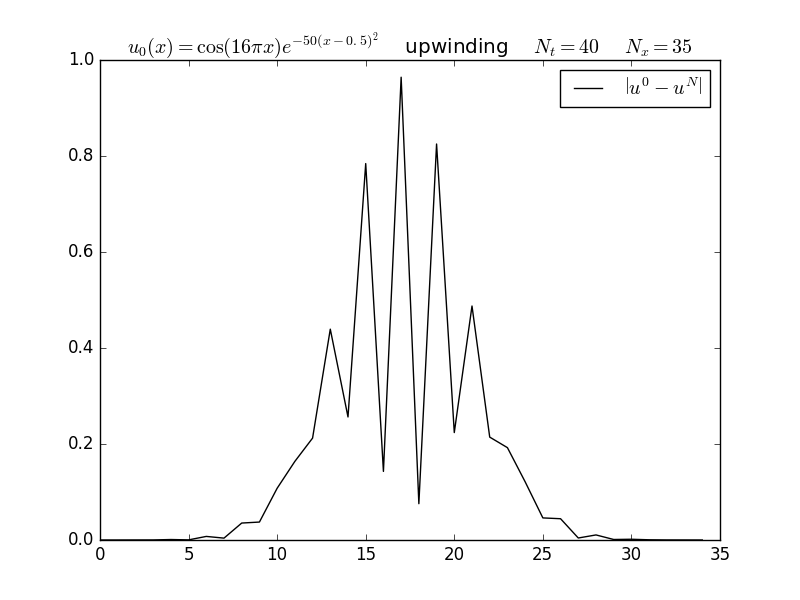 u_0(x) = cos(16πx)e^{-50(x-0.5)^2} upwinding N_t = 40 N_x = 35
|u^0 − u^N|
1.0
0.8
0.6
0.4
0.2
0.0
0 5 10 15 20 25 30 35